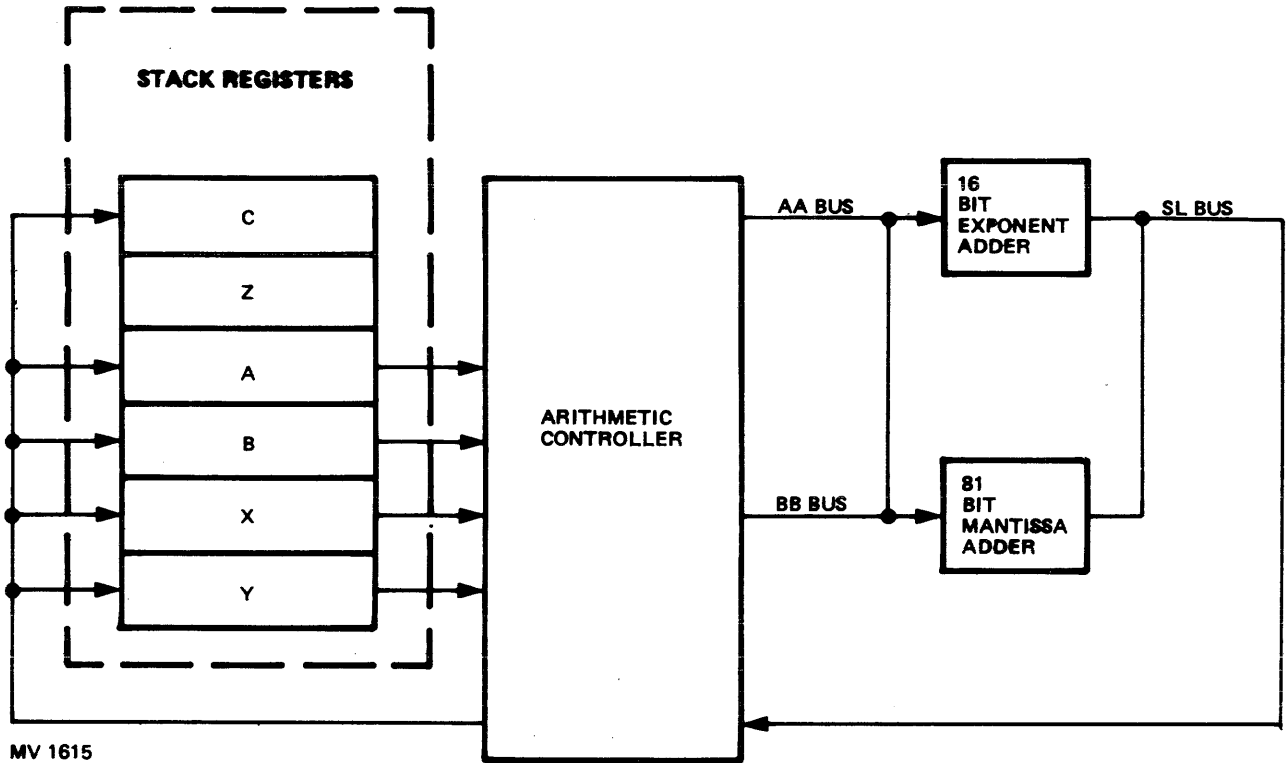 STACK REGISTERS
C
Z
A
B
X
Y
ARITHMETIC
CONTROLLER
AA BUS
BB BUS
16
BIT
EXPONENT
ADDER
81
BIT
MANTISSA
ADDER
SL BUS
MV 1615